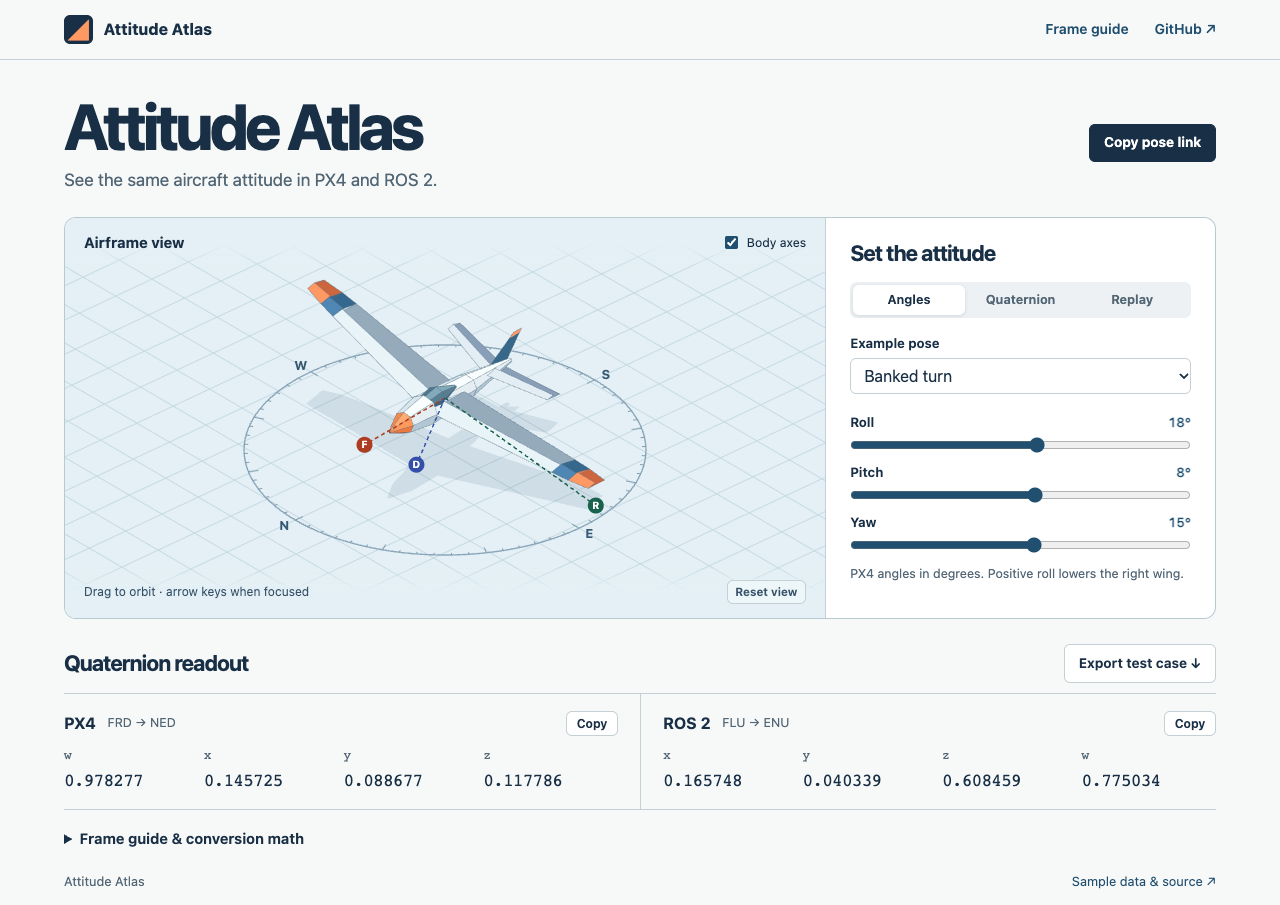 Attitude Atlas
Frame guide
GitHub ↗
Attitude Atlas
See the same aircraft attitude in PX4 and ROS 2.
Copy pose link
Airframe view
Body axes
W
S
F
D
R
N
E
Drag to orbit · arrow keys when focused
Reset view
Set the attitude
Angles
Quaternion
Replay
Example pose
Banked turn
Roll 18°
Pitch 8°
Yaw 15°
PX4 angles in degrees. Positive roll lowers the right wing.
Quaternion readout
Export test case ↓
PX4 FRD → NED
Copy
w x y z
0.978277 0.145725 0.088677 0.117786
ROS 2 FLU → ENU
Copy
x y z w
0.165748 0.040339 0.608459 0.775034
Frame guide & conversion math
Attitude Atlas
Sample data & source ↗